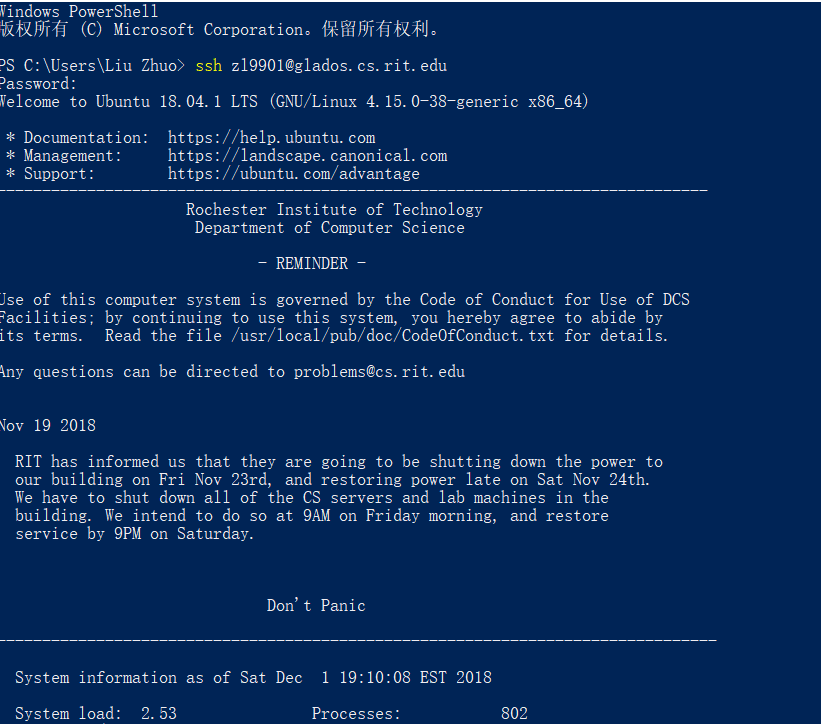 Windows PowerShell
版权所有 (C) Microsoft Corporation。保留所有权利。
PS C:\Users\Liu Zhuo> ssh zl9901@glados.cs.rit.edu
Password:
Welcome to Ubuntu 18.04.1 LTS (GNU/Linux 4.15.0-38-generic x86_64)
* Documentation:  https://help.ubuntu.com
* Management:     https://landscape.canonical.com
* Support:        https://ubuntu.com/advantage
-------------------------------------------------------------------------------
Rochester Institute of Technology
Department of Computer Science
- REMINDER -
Use of this computer system is governed by the Code of Conduct for Use of DCS
Facilities; by continuing to use this system, you hereby agree to abide by
its terms.  Read the file /usr/local/pub/doc/CodeOfConduct.txt for details.
Any questions can be directed to problems@cs.rit.edu
Nov 19 2018
RIT has informed us that they are going to be shutting down the power to
our building on Fri Nov 23rd, and restoring power late on Sat Nov 24th.
We have to shut down all of the CS servers and lab machines in the
building. We intend to do so at 9AM on Friday morning, and restore
service by 9PM on Saturday.
Don't Panic
--------------------------------------------------------------------------------
System information as of Sat Dec  1 19:10:08 EST 2018
System load:  2.53               Processes:           802